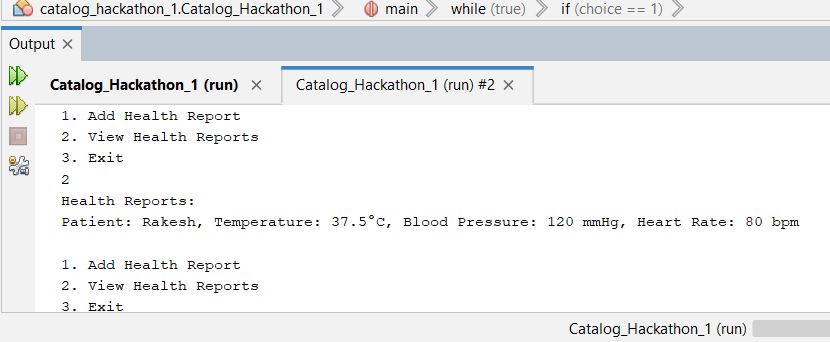 catalog_hackathon_1.Catalog_Hackathon_1 main while (true) if (choice == 1)
Output
Catalog_Hackathon_1 (run) Catalog_Hackathon_1 (run) #2
1. Add Health Report
2. View Health Reports
3. Exit
2
Health Reports:
Patient: Rakesh, Temperature: 37.5°C, Blood Pressure: 120 mmHg, Heart Rate: 80 bpm
1. Add Health Report
2. View Health Reports
3. Exit
Catalog_Hackathon_1 (run)